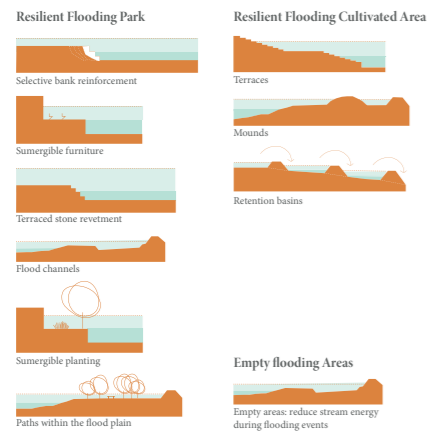 Resilient Flooding Park
Selective bank reinforcement
Sumergible furniture
Terraced stone revetment
Flood channels
Sumergible planting
Paths within the flood plain
Resilient Flooding Cultivated Area
Terraces
Mounds
Retention basins
Empty flooding Areas
Empty areas: reduce stream energy
during flooding events